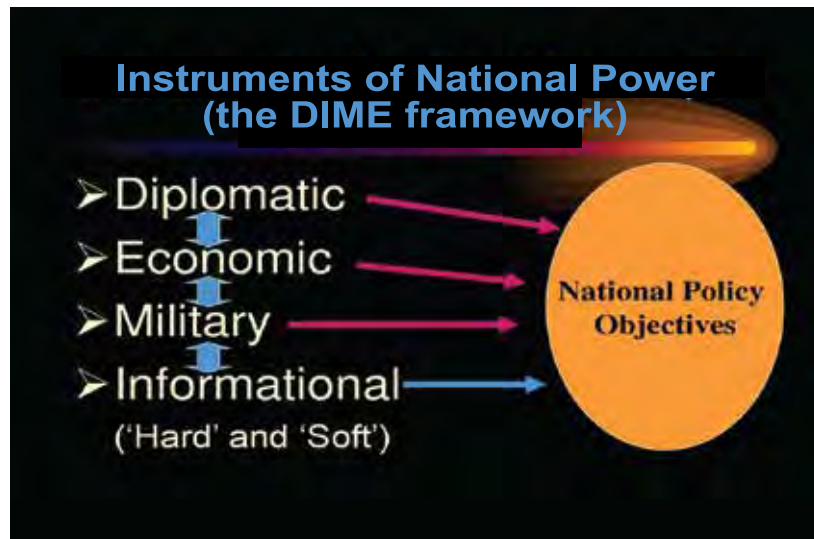 Instruments of National Power
(the DIME framework)
➢ Diplomatic
➢ Economic
➢ Military
➢ Informational
('Hard' and 'Soft')
National Policy
Objectives